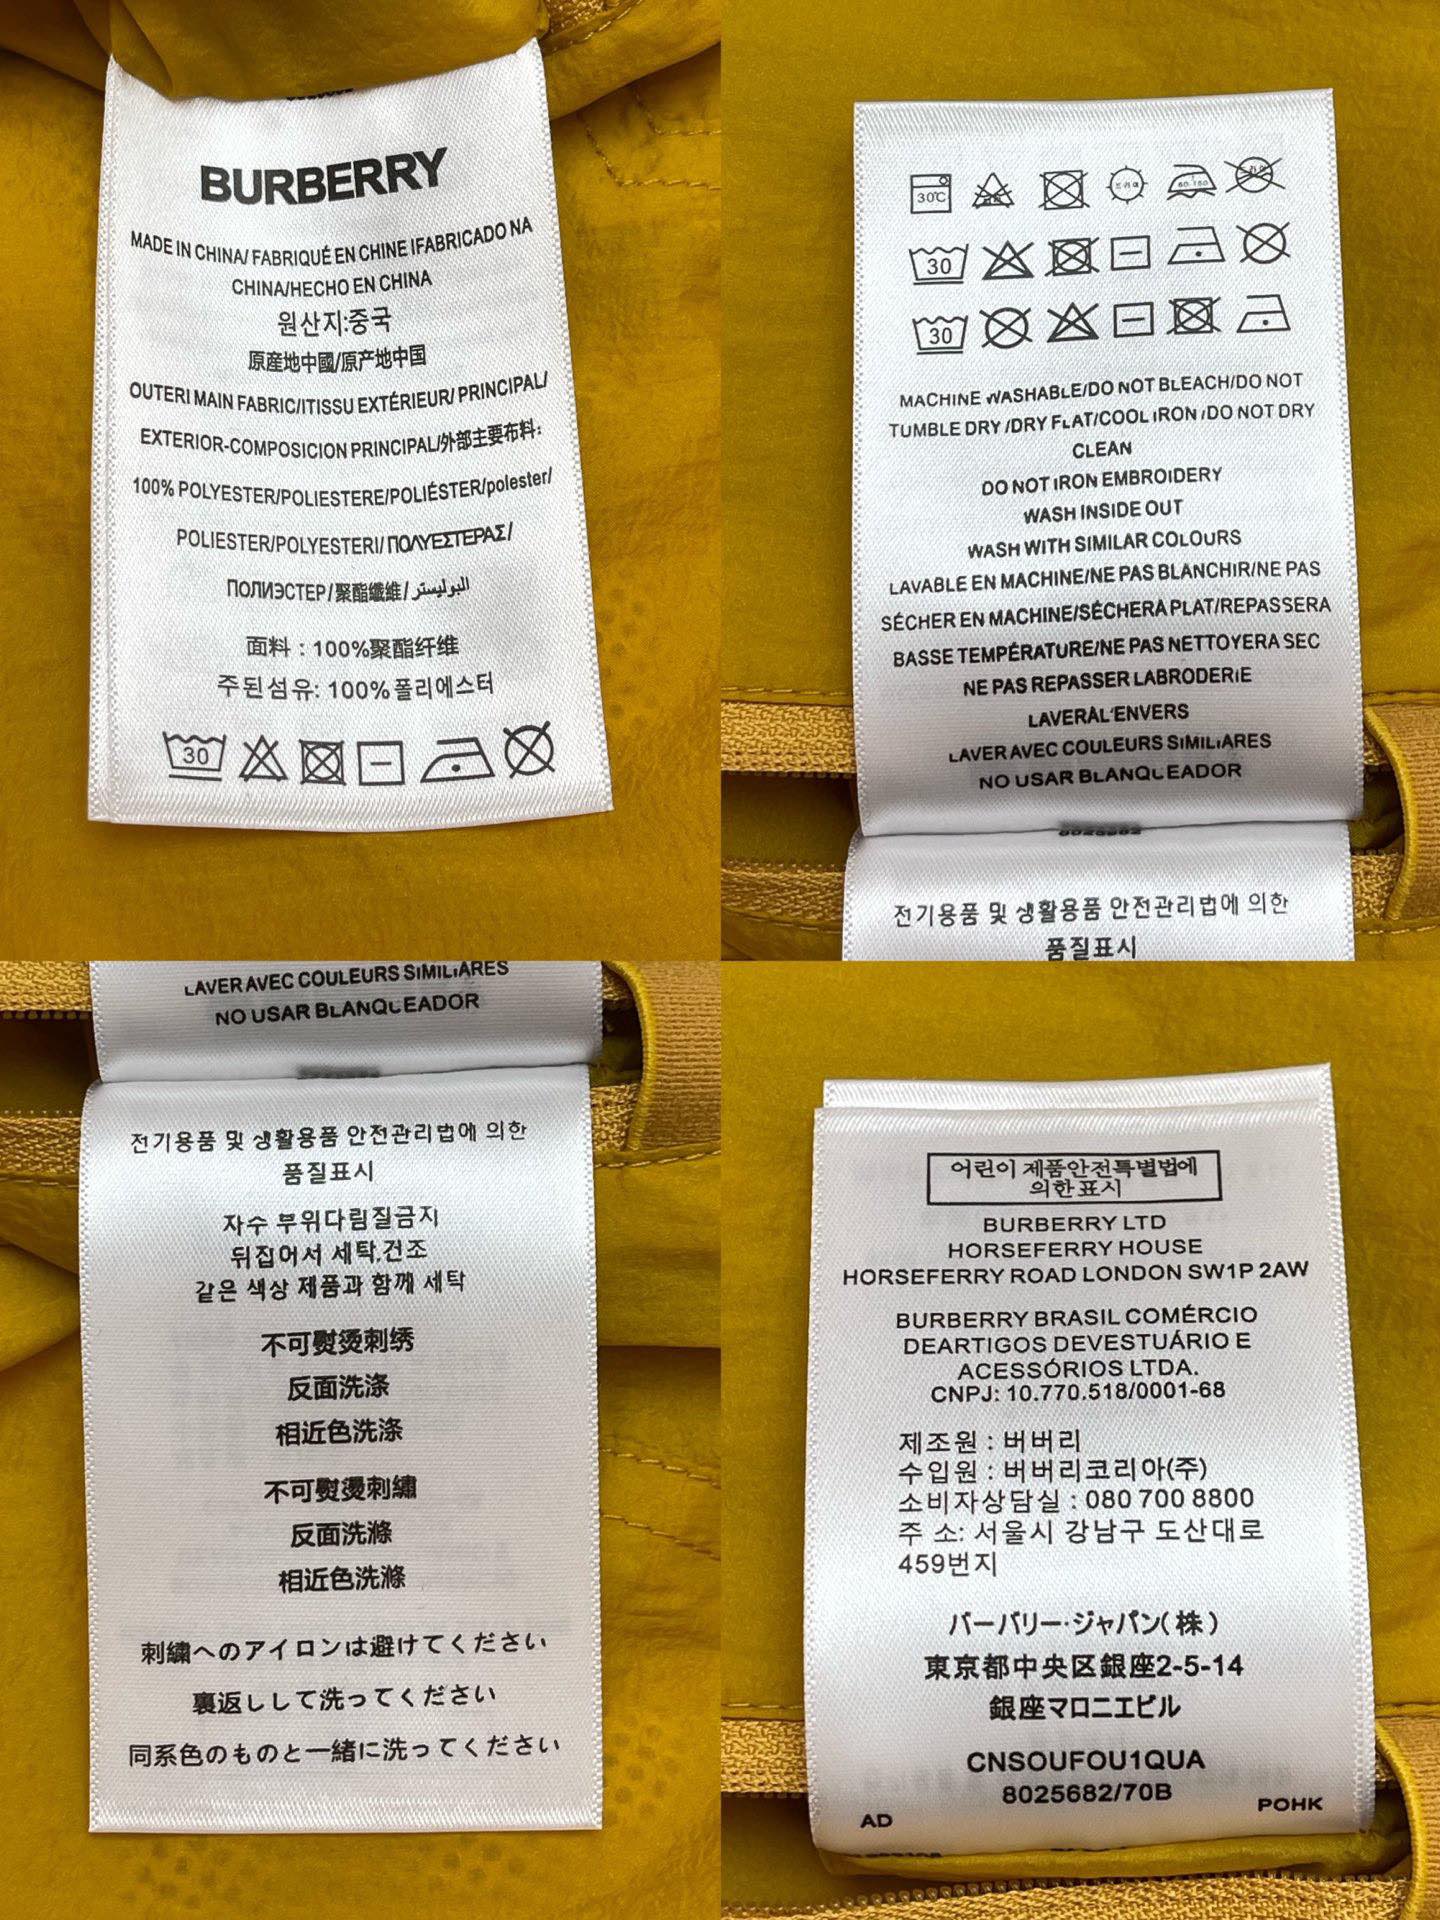 BURBERRY
MADE IN CHINA/ FABRIQUÉ EN CHINE IFABRICADO NA
CHINA/HECHO EN CHINA
원산지:중국
原産地中國/原产地中国
OUTERI MAIN FABRIC/ITISSU EXTÉRIEUR/ PRINCIPAL/
EXTERIOR-COMPOSICION PRINCIPAL/外部主要布料:
100% POLYESTER/POLIESTERE/POLIÉSTER/polester/
POLIESTER/POLYESTERI/ΠΟΛΥΕΣΤΕΡΑΣ/
ПОЛИЭСТЕР/聚酯纖維/البوليستر
面料：100%聚酯纤维
주된섬유: 100%폴리에스터
30
30℃
60-150
30
30
MACHINE WASHABLE/DO NOT BLEACH/DO NOT
TUMBLE DRY /DRY FLAT/COOL IRON /DO NOT DRY
CLEAN
DO NOT IRON EMBROIDERY
WASH INSIDE OUT
WASH WITH SIMILAR COLOURS
LAVABLE EN MACHINE/NE PAS BLANCHIR/NE PAS
SÉCHER EN MACHINE/SÉCHERÀ PLAT/REPASSERA
BASSE TEMPÉRATURE/NE PAS NETTOYERA SEC
NE PAS REPASSER LABRODERIE
LAVERÀL'ENVERS
LAVER AVEC COULEURS SIMILIARES
NO USAR BLANQUEADOR
8025682
전기용품 및 생활용품 안전관리법에 의한
품질표시
LAVER AVEC COULEURS SIMILIARES
NO USAR BLANQUEADOR
전기용품 및 생활용품 안전관리법에 의한
품질표시
자수 부위다림질금지
뒤집어서 세탁,건조
같은 색상 제품과 함께 세탁
不可熨烫刺绣
反面洗涤
相近色洗涤
不可熨燙刺繡
反面洗滌
相近色洗滌
刺繍へのアイロンは避けてください
裏返しして洗ってください
同系色のものと一緒に洗ってください
어린이 제품안전특별법에
의한표시
BURBERRY LTD
HORSEFERRY HOUSE
HORSEFERRY ROAD LONDON SW1P 2AW
BURBERRY BRASIL COMÉRCIO
DEARTIGOS DEVESTUÁRIO E
ACESSÓRIOS LTDA.
CNPJ: 10.770.518/0001-68
제조원 : 버버리
수입원 : 버버리코리아(주)
소비자상담실 : 080 700 8800
주 소: 서울시 강남구 도산대로
459번지
バーバリー·ジャパン(株)
東京都中央区銀座2-5-14
銀座マロニエビル
CNSOUFOU1QUA
8025682/70B
AD
POHK